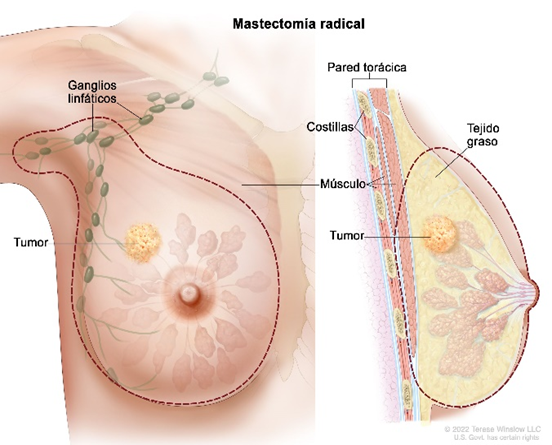 Mastectomía radical
Ganglios
linfáticos
Tumor
Pared torácica
Costillas
Músculo
Tumor
Tejido
graso
© 2022 Terese Winslow LLC
U.S. Govt. has certain rights